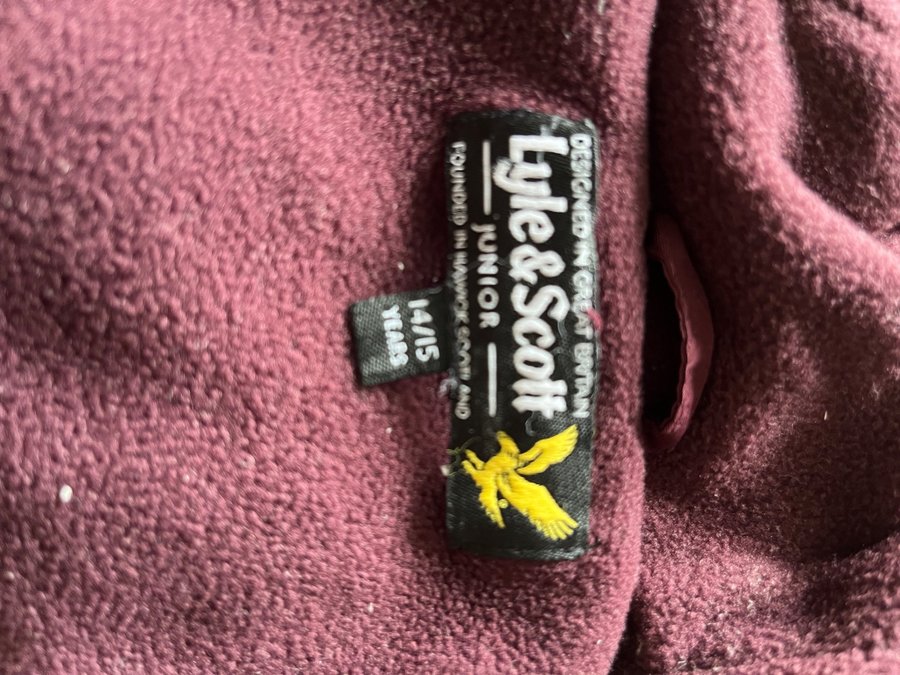 DESIGNED IN GREAT BRITAIN
Lyle & Scott
JUNIOR
FOUNDED IN HAWICK SCOTLAND
14/15
YEARS